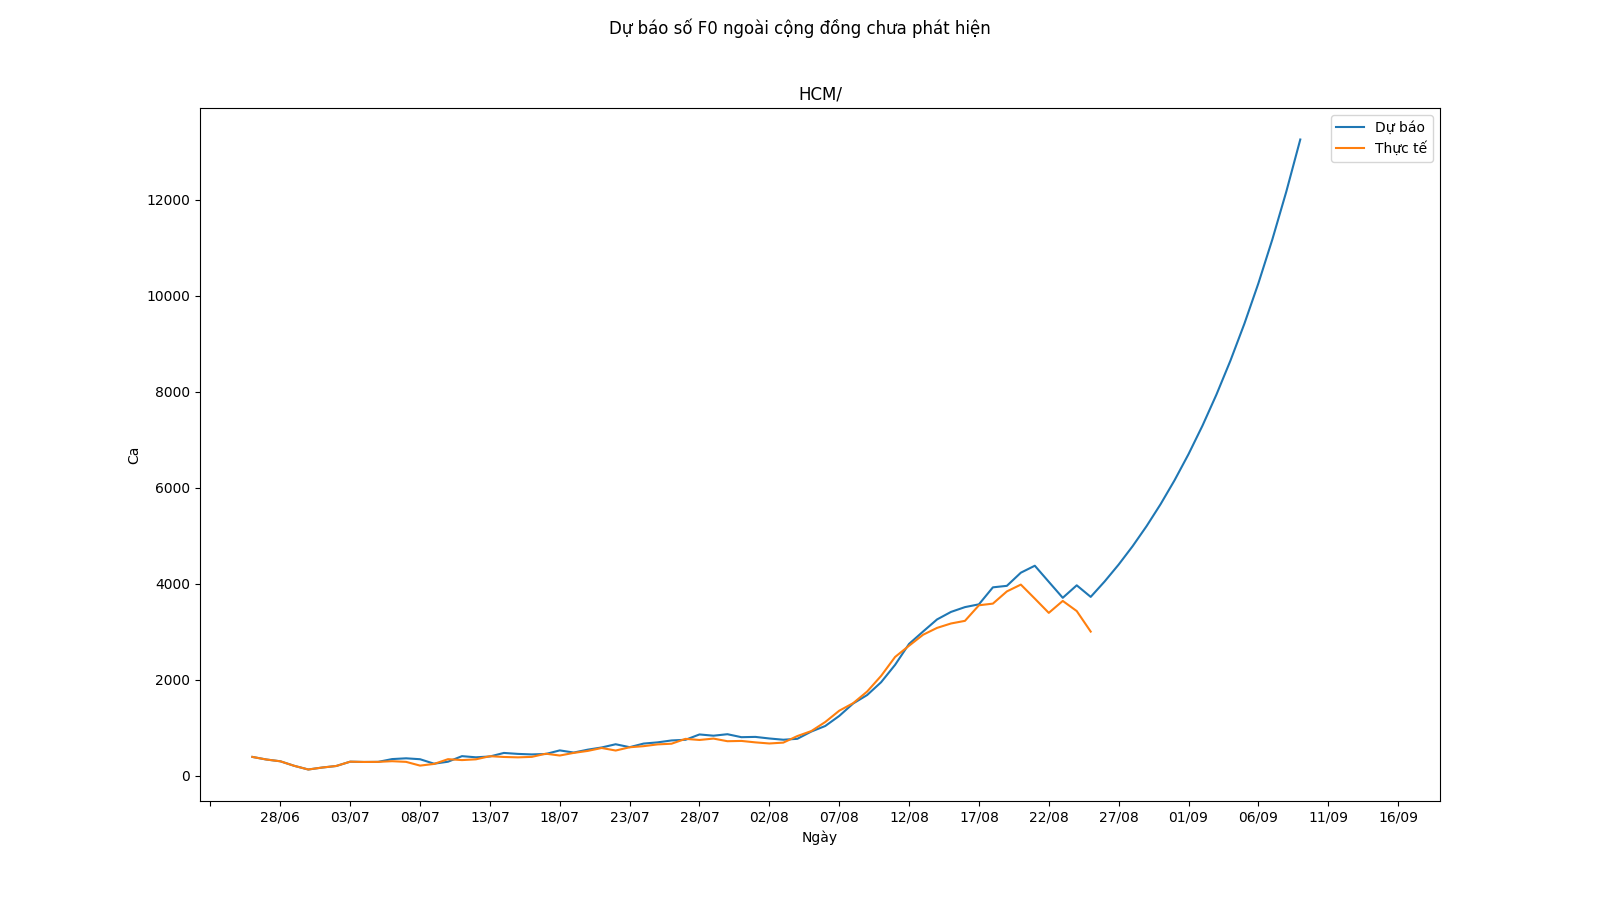 Dự báo số F0 ngoài cộng đồng chưa phát hiện
HCM/
Dự báo
Thực tế
12000
10000
8000
6000
4000
2000
0
Ca
28/06 03/07 08/07 13/07 18/07 23/07 28/07 02/08 07/08 12/08 17/08 22/08 27/08 01/09 06/09 11/09 16/09
Ngày